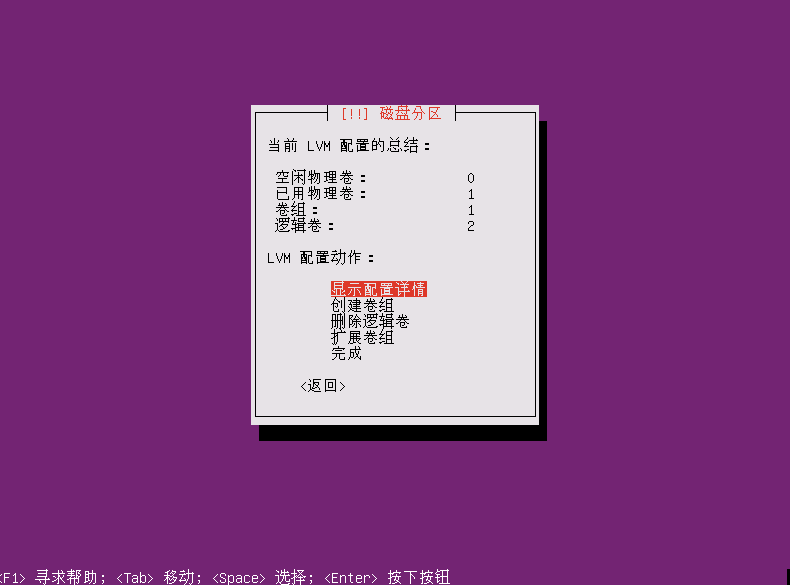 [!!] 磁盘分区
当前 LVM 配置的总结：
空闲物理卷： 0
已用物理卷： 1
卷组： 1
逻辑卷： 2
LVM 配置动作：
显示配置详情
创建卷组
删除逻辑卷
扩展卷组
完成
<返回>
<F1> 寻求帮助; <Tab> 移动; <Space> 选择; <Enter> 按下按钮